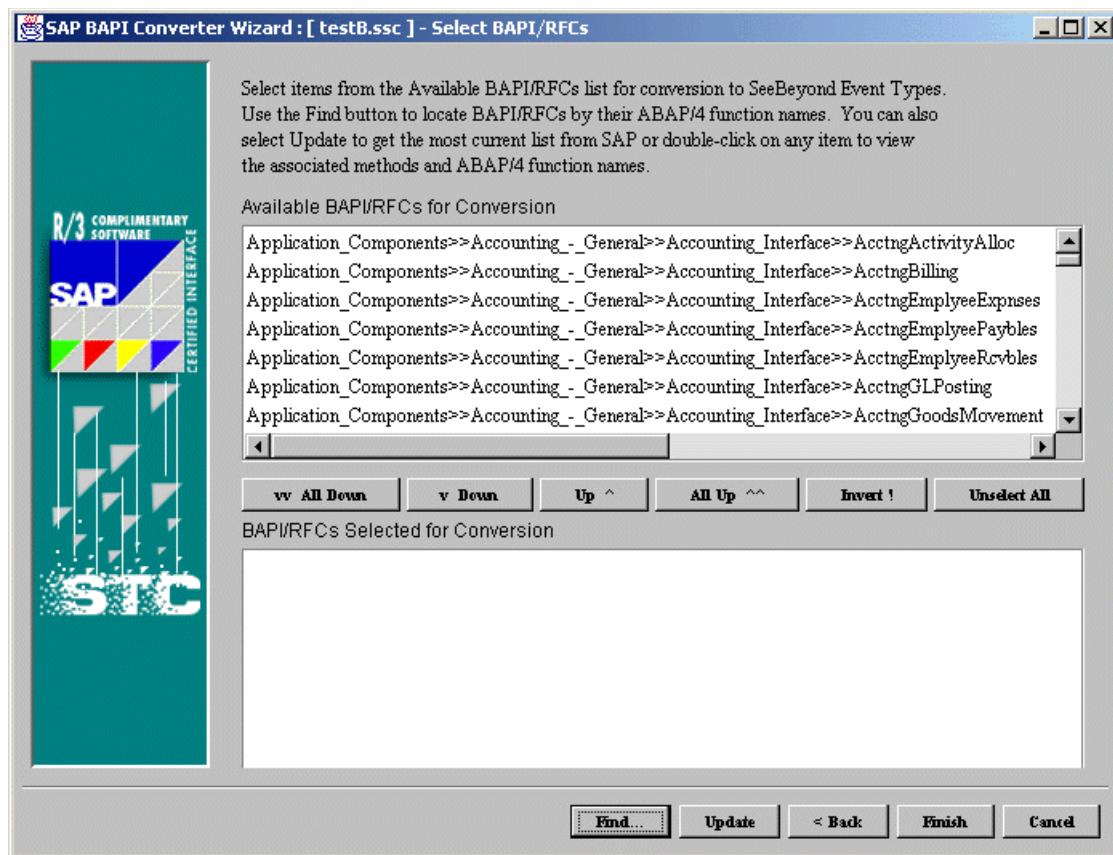 SAP BAPI Converter Wizard : [ testB.ssc ] - Select BAPI/RFCs
Select items from the Available BAPI/RFCs list for conversion to SeeBeyond Event Types.
Use the Find button to locate BAPI/RFCs by their ABAP/4 function names. You can also
select Update to get the most current list from SAP or double-click on any item to view
the associated methods and ABAP/4 function names.
R/3 COMPLIMENTARY
SOFTWARE
SAP
CERTIFIED INTERFACE
STC
Available BAPI/RFCs for Conversion
Application_Components>>Accounting_-_General>>Accounting_Interface>>AcctngActivityAlloc
Application_Components>>Accounting_-_General>>Accounting_Interface>>AcctngBilling
Application_Components>>Accounting_-_General>>Accounting_Interface>>AcctngEmplyeeExpnses
Application_Components>>Accounting_-_General>>Accounting_Interface>>AcctngEmplyeePaybles
Application_Components>>Accounting_-_General>>Accounting_Interface>>AcctngEmplyeeRcvbles
Application_Components>>Accounting_-_General>>Accounting_Interface>>AcctngGLPosting
Application_Components>>Accounting_-_General>>Accounting_Interface>>AcctngGoodsMovement
vv All Down v Down Up ^ All Up ^^ Invert ! Unselect All
BAPI/RFCs Selected for Conversion
Find... Update < Back Finish Cancel